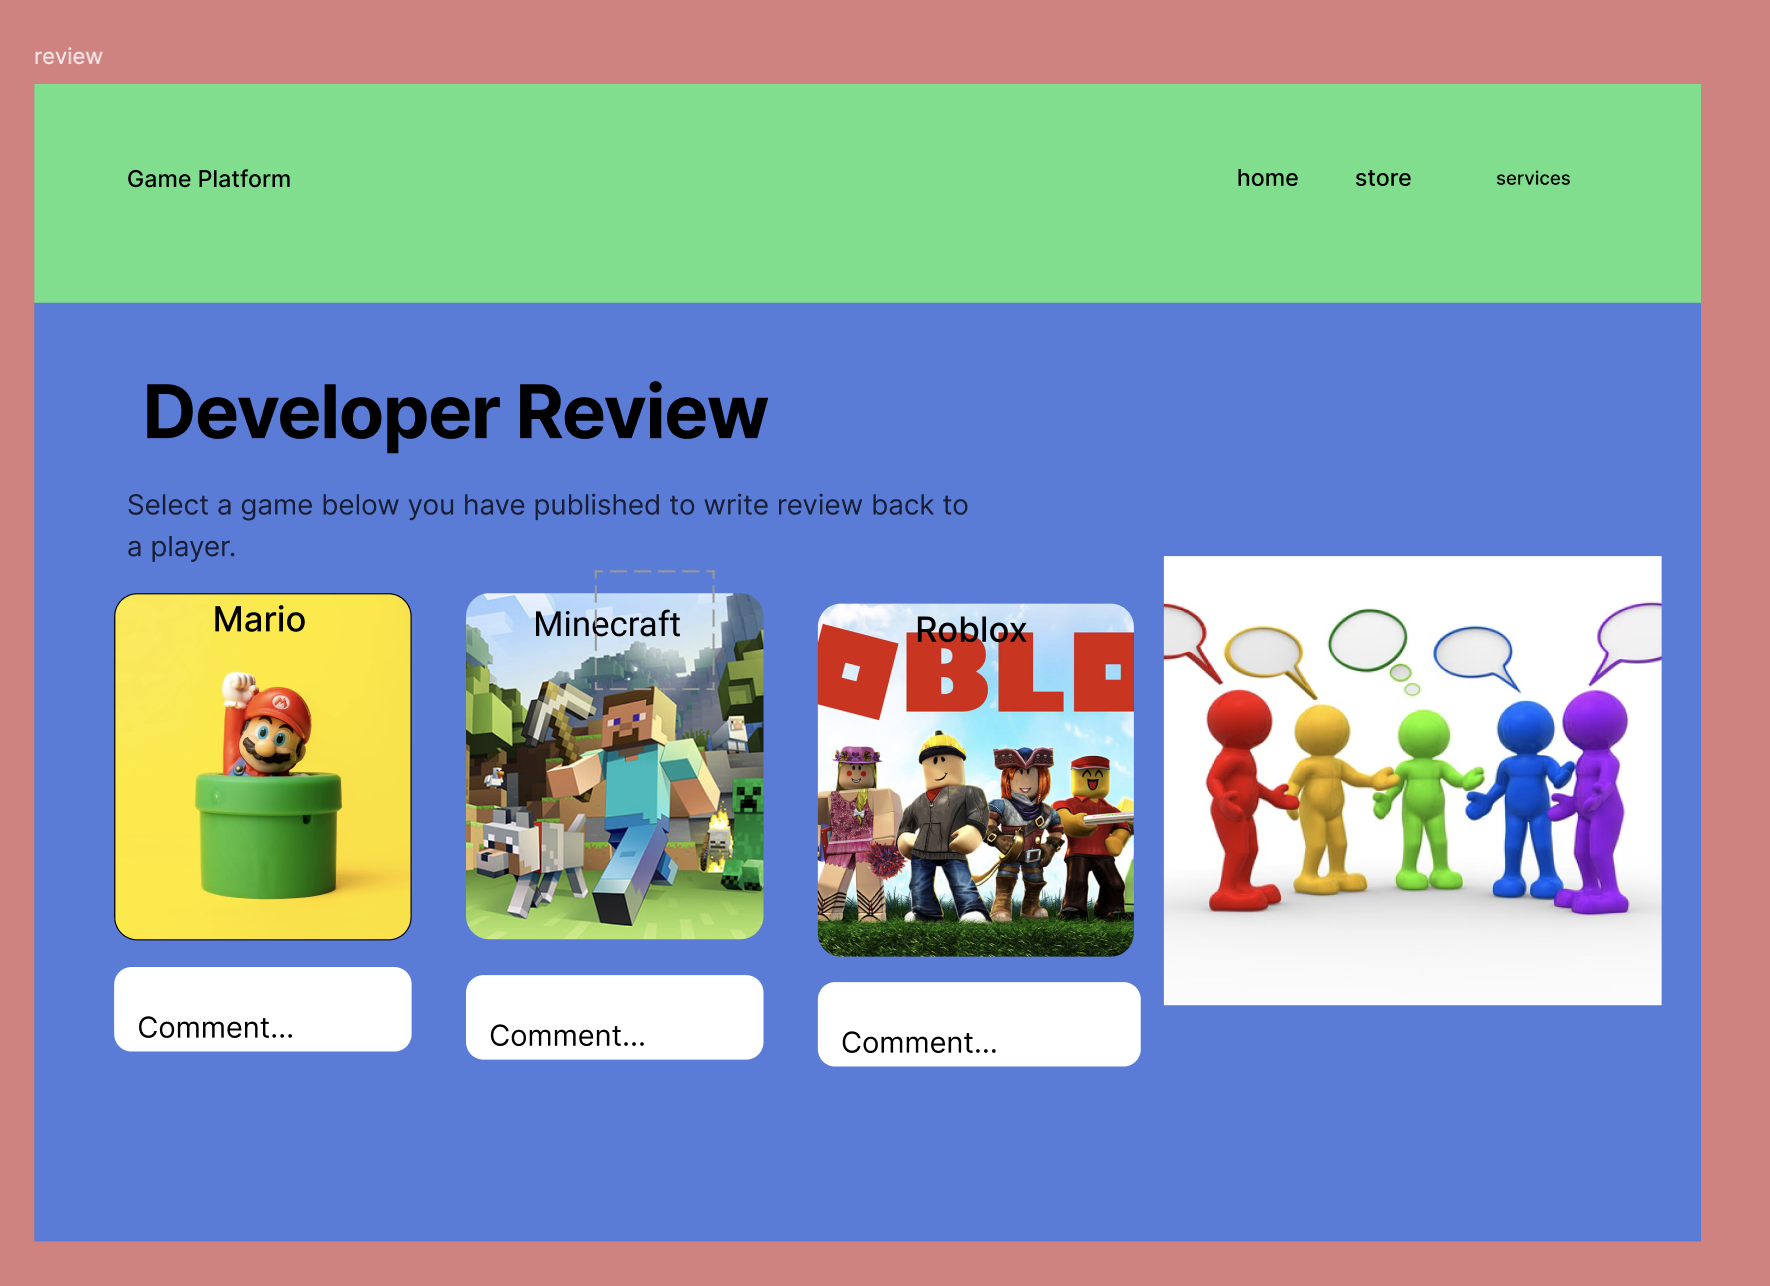 review
Game Platform
home store services
Developer Review
Select a game below you have published to write review back to
a player.
Mario
M
Minecraft
Roblox
OBLO
Comment...
Comment...
Comment...